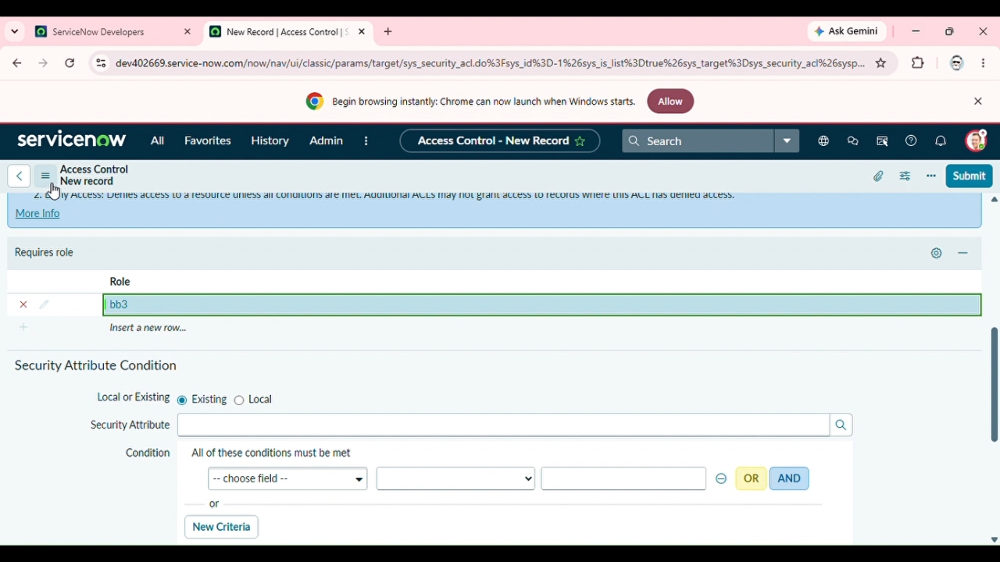 ServiceNow Developers
New Record | Access Control | S
Ask Gemini
dev402669.service-now.com/now/nav/ui/classic/params/target/sys_security_acl.do%3Fsys_id%3D-1%26sys_is_list%3Dtrue%26sys_target%3Dsys_security_acl%26sysp...
Begin browsing instantly: Chrome can now launch when Windows starts.
Allow
servicenow
All
Favorites
History
Admin
Access Control - New Record
Search
Access Control
New record
Submit
2. Access: Denies access to a resource unless all conditions are met. Additional ACLs may not grant access to records where this ACL has denied access.
More Info
Requires role
Role
bb3
Insert a new row...
Security Attribute Condition
Local or Existing
Existing
Local
Security Attribute
Condition
All of these conditions must be met
-- choose field --
OR
AND
or
New Criteria